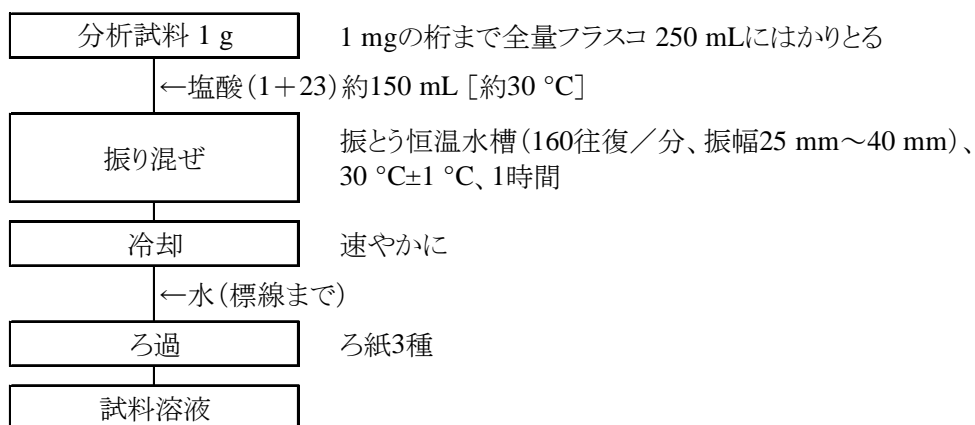 分析試料 1 g
1 mgの桁まで全量フラスコ 250 mLにはかりとる
←塩酸(1+23)約150 mL [約30 °C]
振り混ぜ
振とう恒温水槽(160往復/分、振幅25 mm~40 mm)、
30 °C±1 °C、1時間
冷却
速やかに
←水(標線まで)
ろ過
ろ紙3種
試料溶液